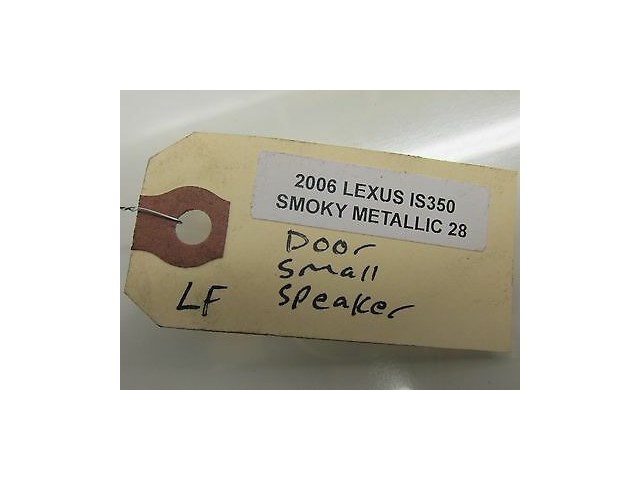 2006 LEXUS IS350
SMOKY METALLIC 28
Door
small
LF speaker